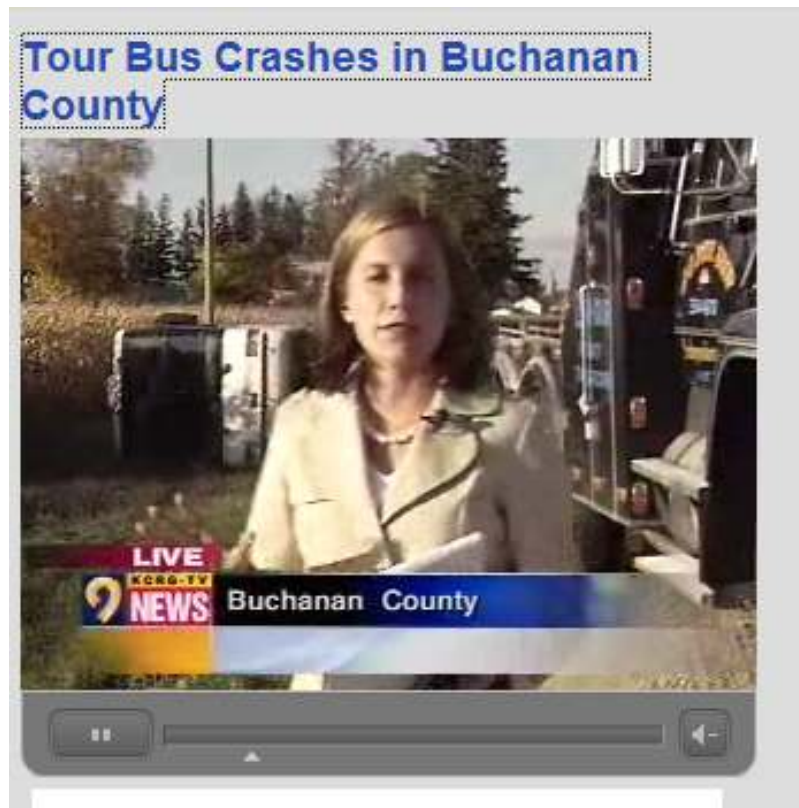 Tour Bus Crashes in Buchanan
County
LIVE
KCRG-TV
9 NEWS
Buchanan County